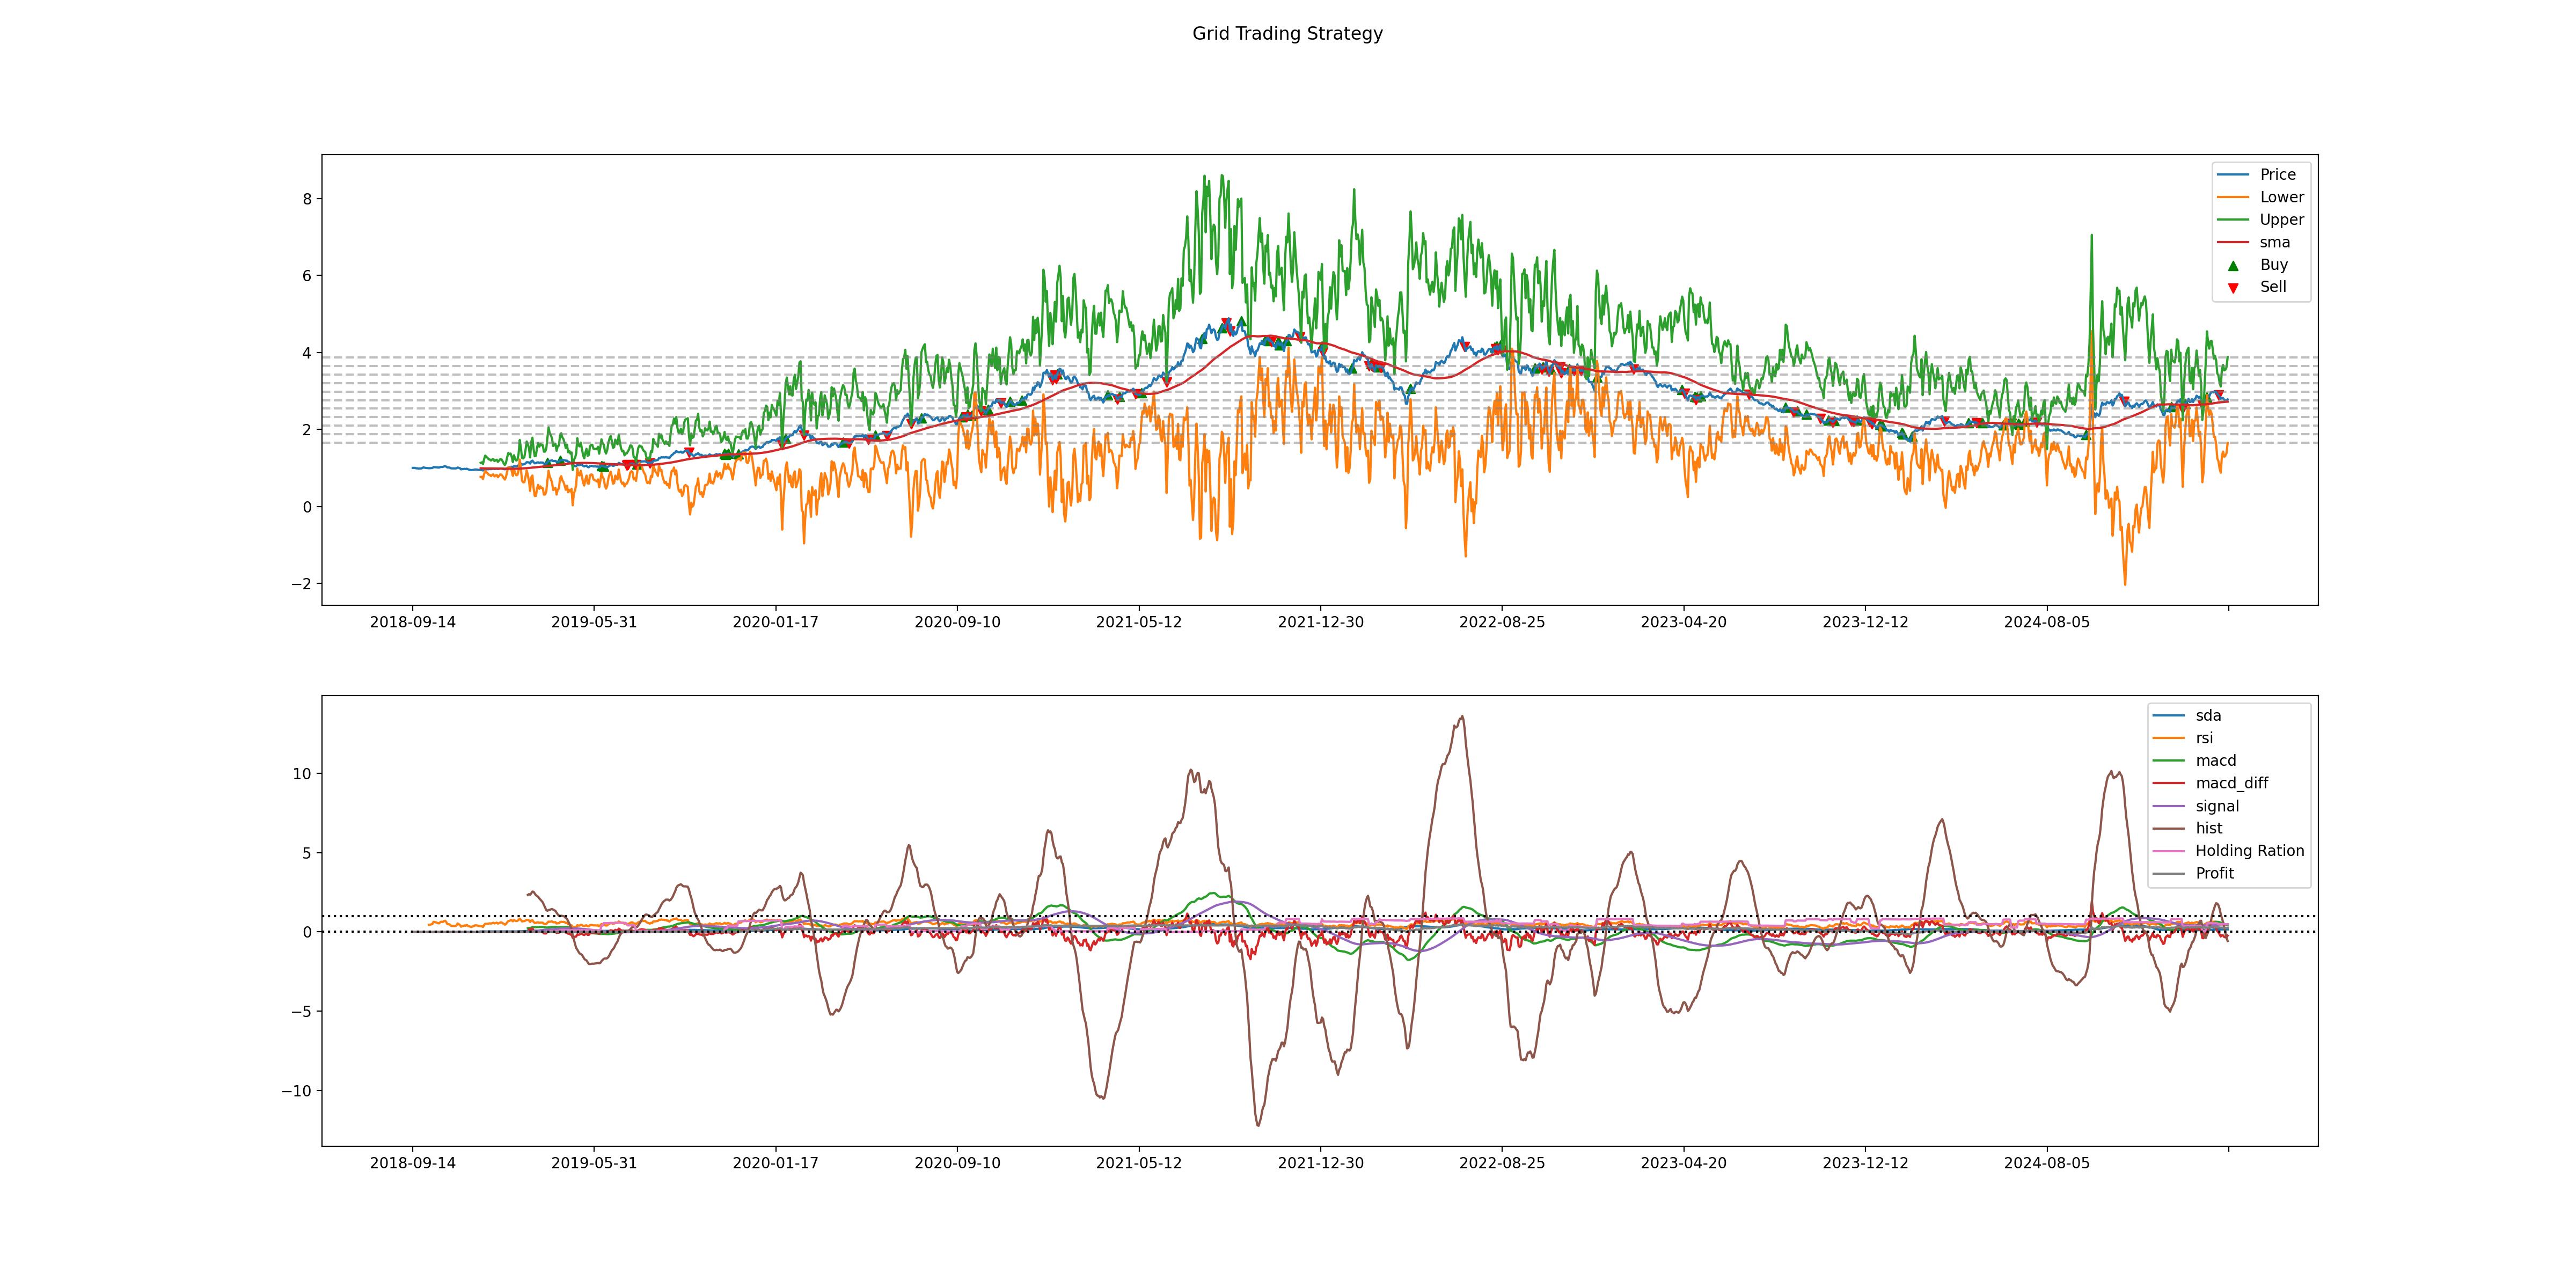 Grid Trading Strategy
8
6
4
2
0
−2
Price
Lower
Upper
sma
Buy
Sell
2018-09-14 2019-05-31 2020-01-17 2020-09-10 2021-05-12 2021-12-30 2022-08-25 2023-04-20 2023-12-12 2024-08-05
10
5
0
−5
−10
sda
rsi
macd
macd_diff
signal
hist
Holding Ration
Profit
2018-09-14 2019-05-31 2020-01-17 2020-09-10 2021-05-12 2021-12-30 2022-08-25 2023-04-20 2023-12-12 2024-08-05